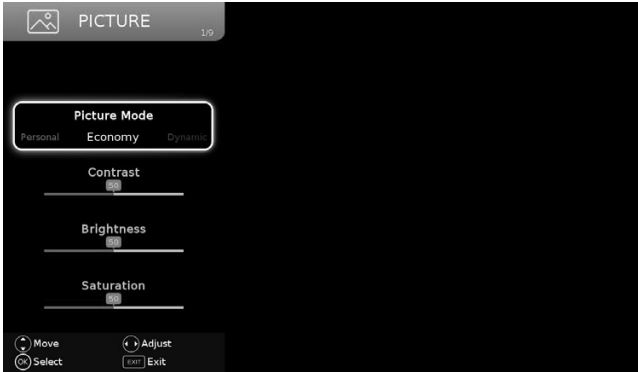 PICTURE
1/9
Picture Mode
Personal Economy Dynamic
Contrast
50
Brightness
50
Saturation
50
Move Adjust
OK Select EXIT Exit